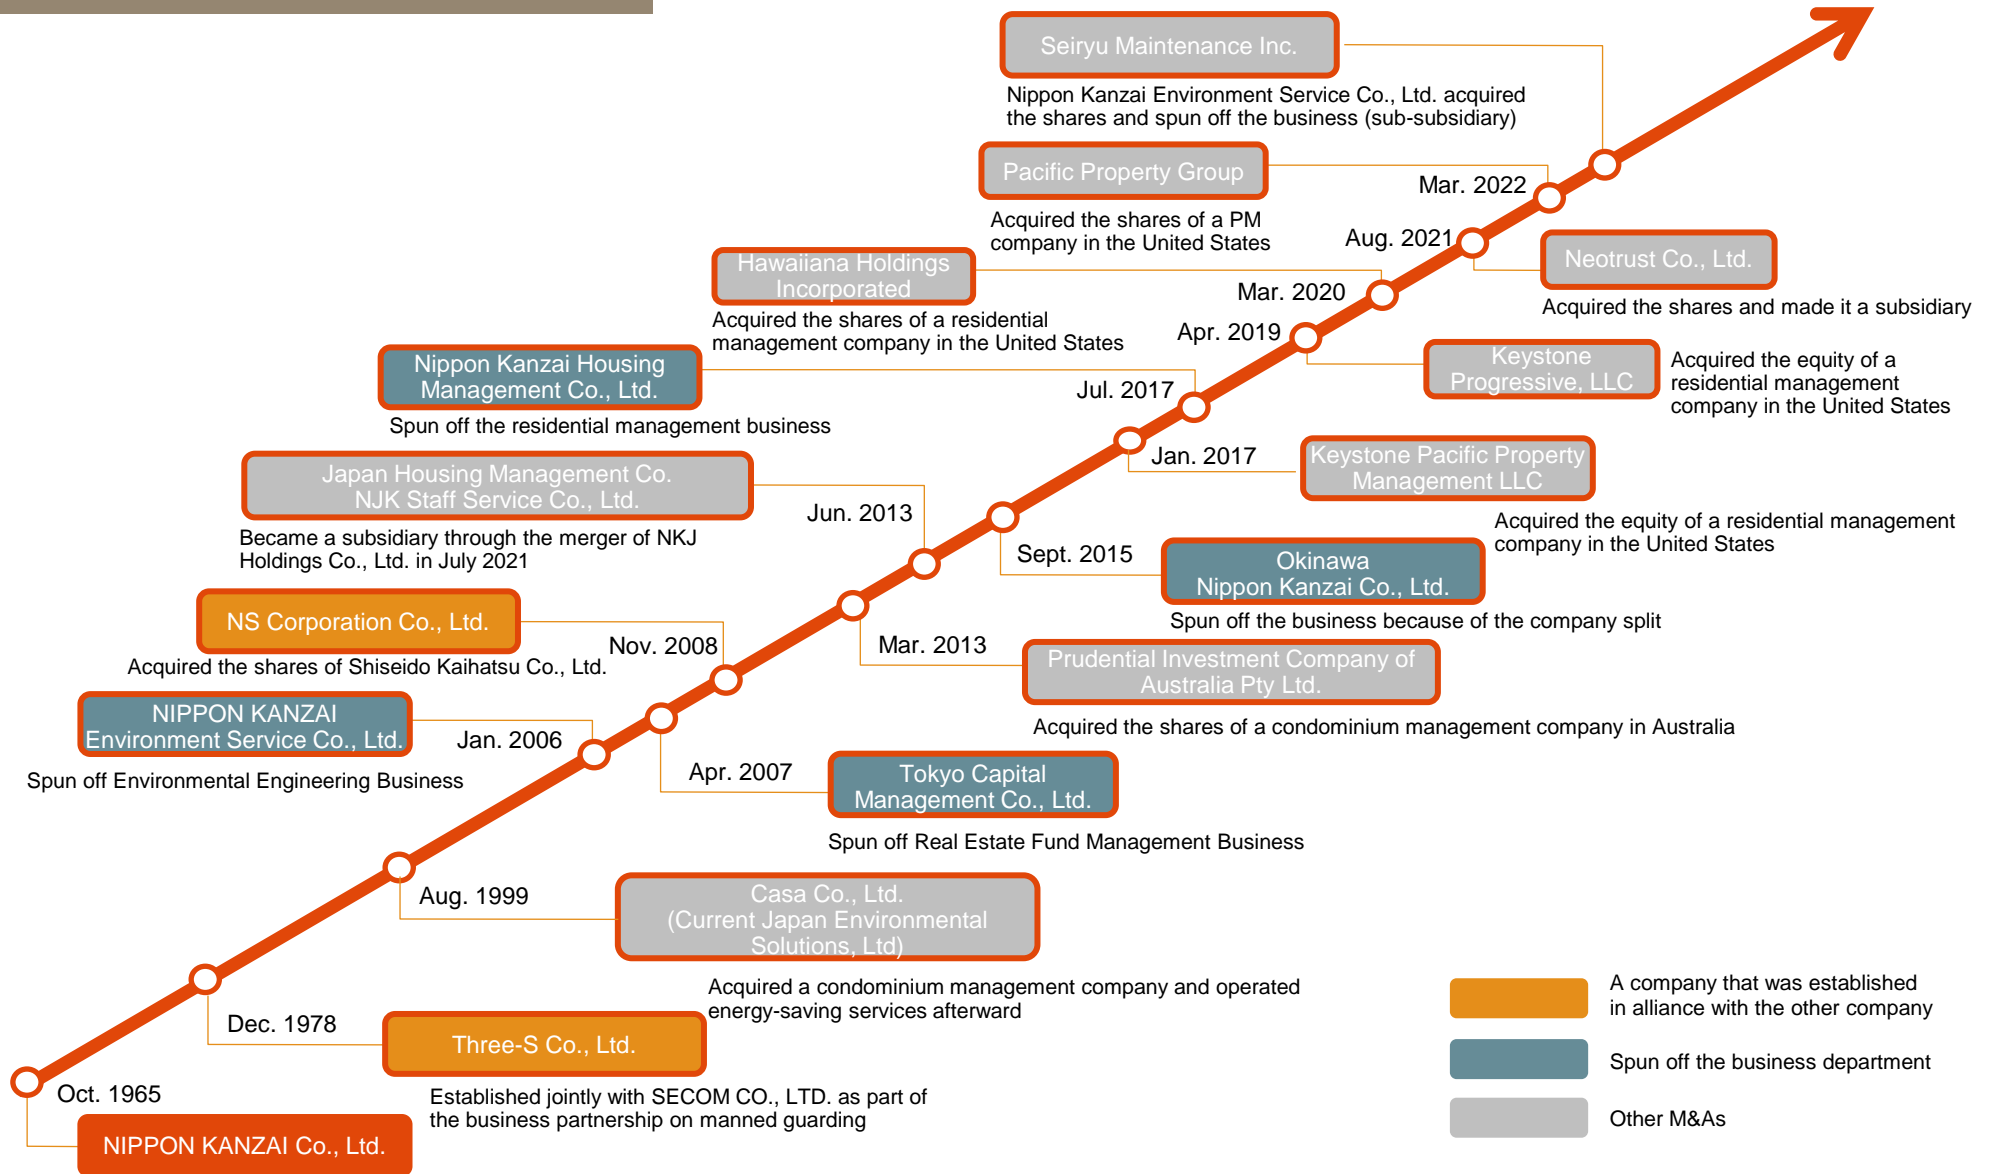 Seiryu Maintenance Inc.
Nippon Kanzai Environment Service Co., Ltd. acquired
the shares and spun off the business (sub-subsidiary)
Pacific Property Group
Mar. 2022
Acquired the shares of a PM
company in the United States
Aug. 2021
Neotrust Co., Ltd.
Acquired the shares and made it a subsidiary
Hawaiiana Holdings
Incorporated
Mar. 2020
Acquired the shares of a residential
management company in the United States
Apr. 2019
Keystone
Progressive, LLC
Acquired the equity of a
residential management
company in the United States
Nippon Kanzai Housing
Management Co., Ltd.
Jul. 2017
Spun off the residential management business
Jan. 2017
Keystone Pacific Property
Management LLC
Acquired the equity of a residential management
company in the United States
Japan Housing Management Co.
NJK Staff Service Co., Ltd.
Jun. 2013
Became a subsidiary through the merger of NKJ
Holdings Co., Ltd. in July 2021
Sept. 2015
Okinawa
Nippon Kanzai Co., Ltd.
Spun off the business because of the company split
NS Corporation Co., Ltd.
Nov. 2008
Acquired the shares of Shiseido Kaihatsu Co., Ltd.
Mar. 2013
Prudential Investment Company of
Australia Pty Ltd.
Acquired the shares of a condominium management company in Australia
NIPPON KANZAI
Environment Service Co., Ltd.
Jan. 2006
Spun off Environmental Engineering Business
Apr. 2007
Tokyo Capital
Management Co., Ltd.
Spun off Real Estate Fund Management Business
Aug. 1999
Casa Co., Ltd.
(Current Japan Environmental
Solutions, Ltd)
Acquired a condominium management company and operated
energy-saving services afterward
Dec. 1978
Three-S Co., Ltd.
Established jointly with SECOM CO., LTD. as part of
the business partnership on manned guarding
Oct. 1965
NIPPON KANZAI Co., Ltd.
A company that was established
in alliance with the other company
Spun off the business department
Other M&As